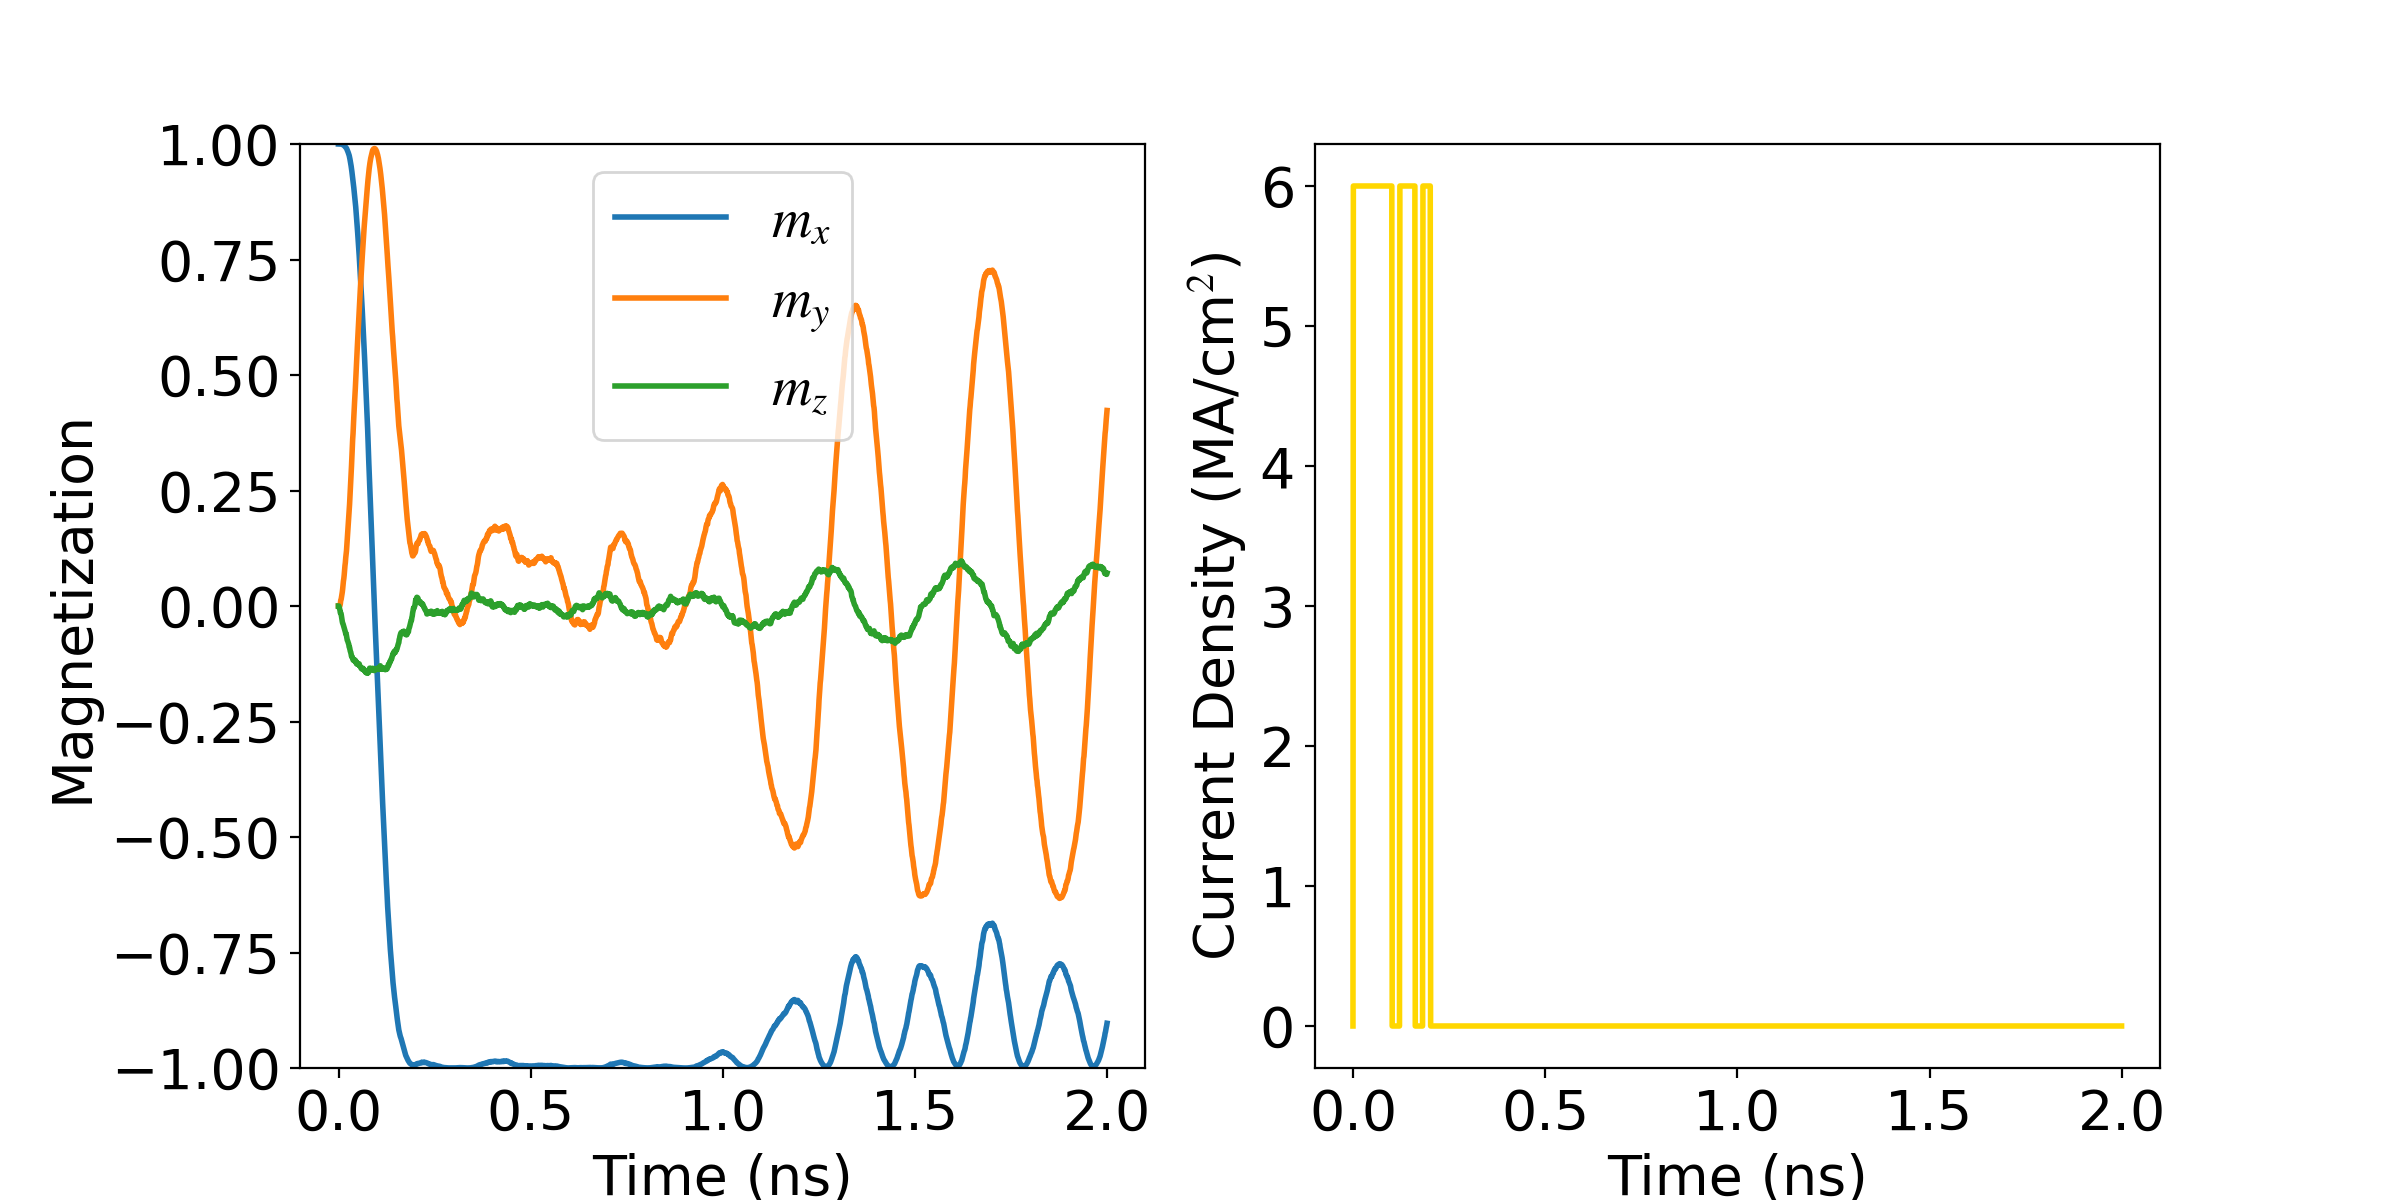 1.00
0.75
0.50
0.25
0.00
−0.25
−0.50
−0.75
−1.00
Magnetization
0.0 0.5 1.0 1.5 2.0
Time (ns)
m_x
m_y
m_z
6
5
4
3
2
1
0
Current Density (MA/cm²)
0.0 0.5 1.0 1.5 2.0
Time (ns)